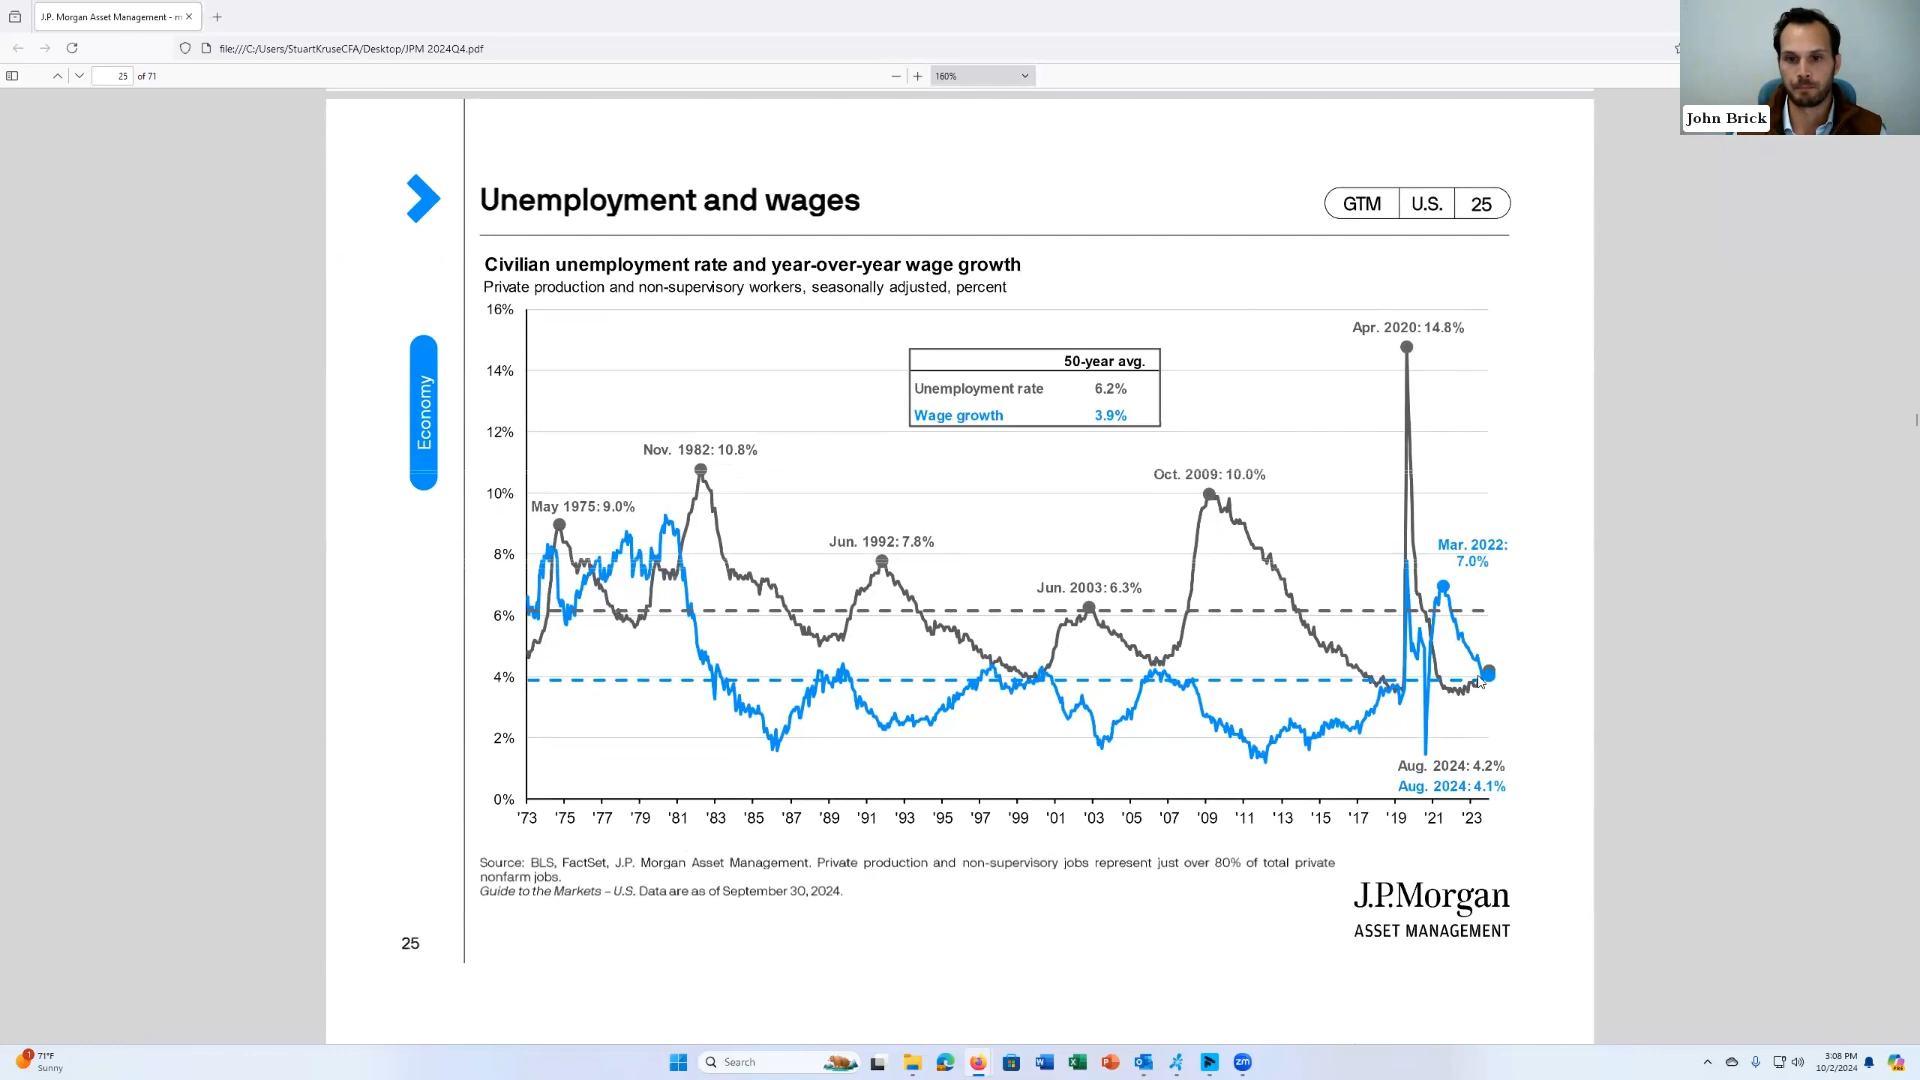 J.P. Morgan Asset Management - m
file:///C:/Users/StuartKruseCFA/Desktop/JPM 2024Q4.pdf
25 of 71
160%
John Brick
Unemployment and wages
GTM U.S. 25
Economy
Civilian unemployment rate and year-over-year wage growth
Private production and non-supervisory workers, seasonally adjusted, percent
16%
14%
12%
10%
8%
6%
4%
2%
0%
50-year avg.
Unemployment rate 6.2%
Wage growth 3.9%
May 1975: 9.0%
Nov. 1982: 10.8%
Jun. 1992: 7.8%
Jun. 2003: 6.3%
Oct. 2009: 10.0%
Apr. 2020: 14.8%
Mar. 2022:
7.0%
Aug. 2024: 4.2%
Aug. 2024: 4.1%
'73 '75 '77 '79 '81 '83 '85 '87 '89 '91 '93 '95 '97 '99 '01 '03 '05 '07 '09 '11 '13 '15 '17 '19 '21 '23
Source: BLS, FactSet, J.P. Morgan Asset Management. Private production and non-supervisory jobs represent just over 80% of total private
nonfarm jobs.
Guide to the Markets – U.S. Data are as of September 30, 2024.
J.P.Morgan
ASSET MANAGEMENT
25
1
71°F
Sunny
Search
zm
3:08 PM
10/2/2024